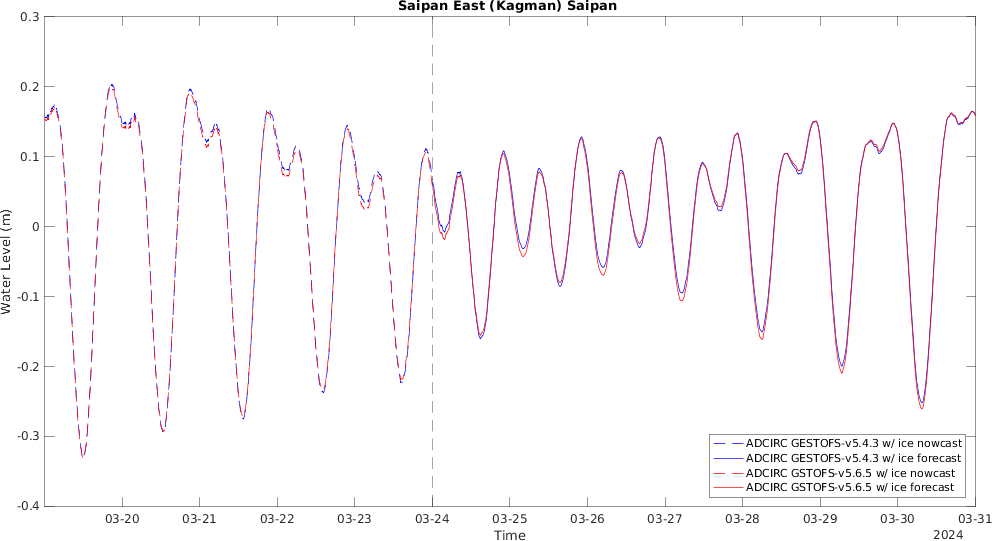 Saipan East (Kagman) Saipan
0.3
0.2
0.1
0
-0.1
-0.2
-0.3
-0.4
Water Level (m)
ADCIRC GESTOFS-v5.4.3 w/ ice nowcast
ADCIRC GESTOFS-v5.4.3 w/ ice forecast
ADCIRC GSTOFS-v5.6.5 w/ ice nowcast
ADCIRC GSTOFS-v5.6.5 w/ ice forecast
03-20 03-21 03-22 03-23 03-24 03-25 03-26 03-27 03-28 03-29 03-30 03-31
Time
2024